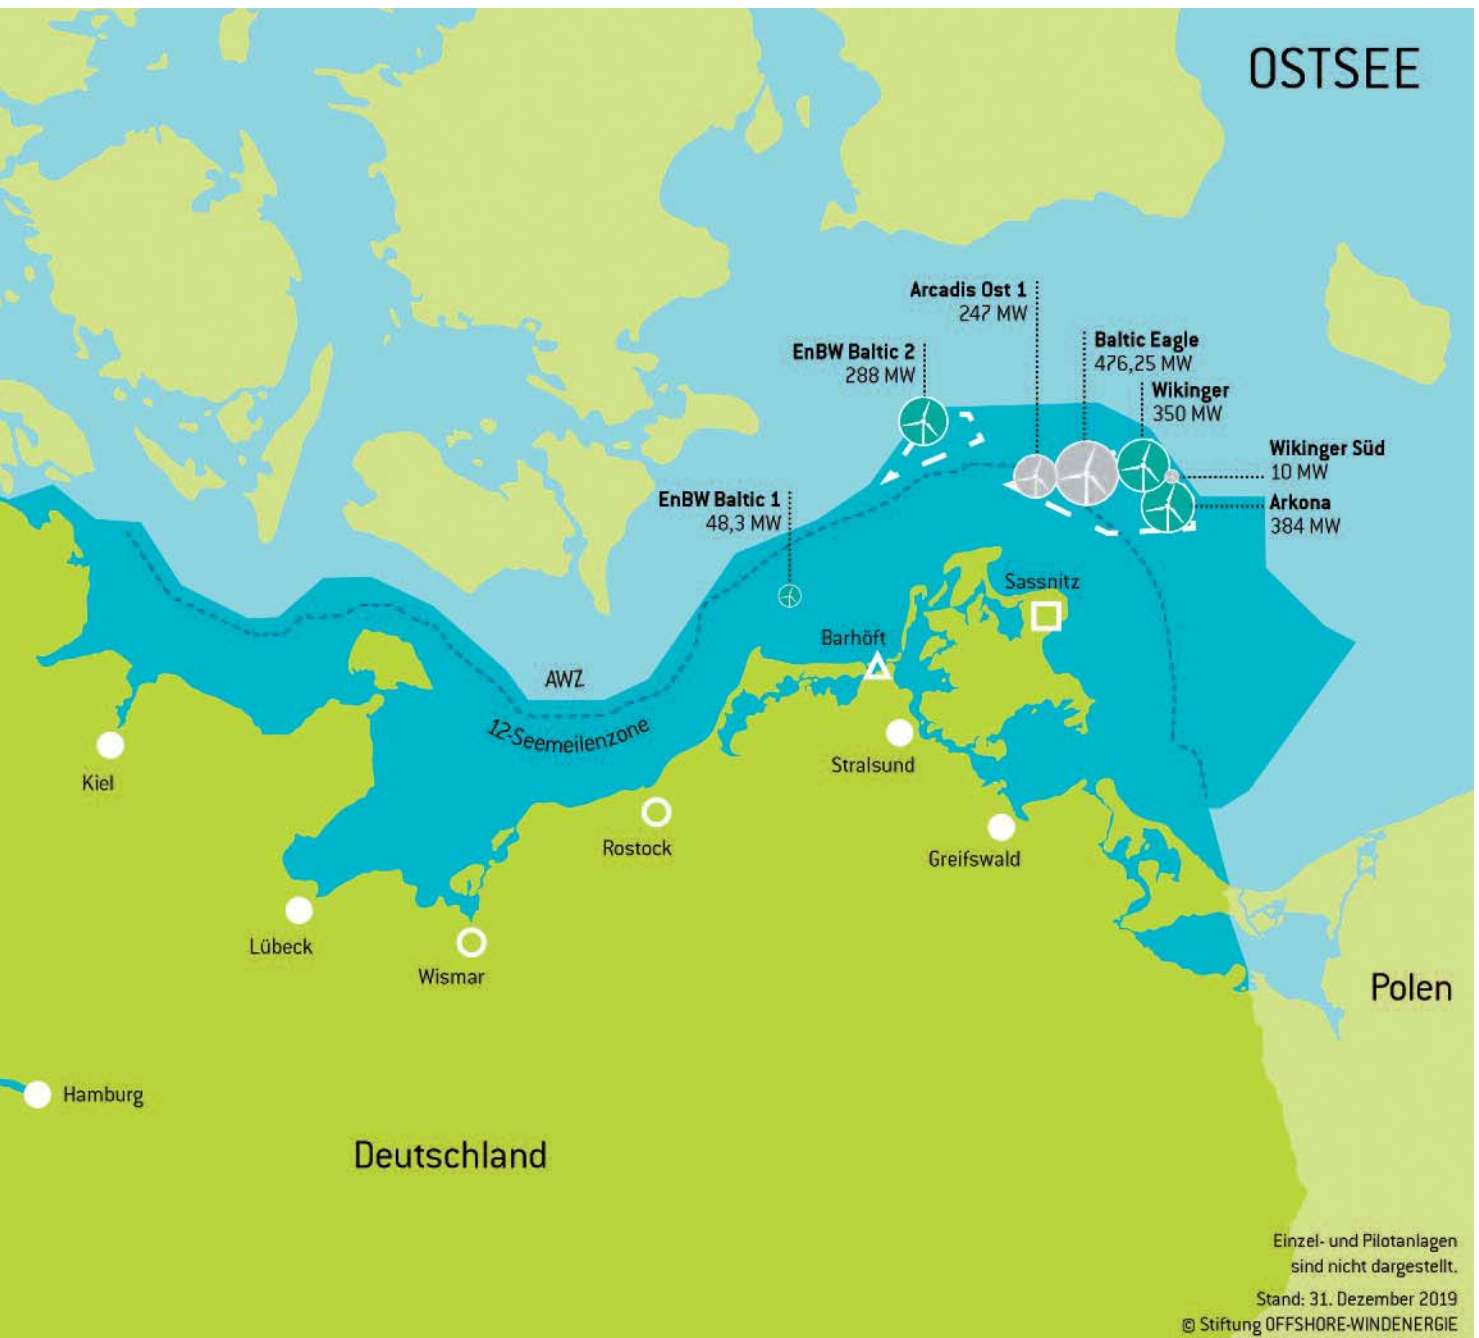 OSTSEE
Arcadis Ost 1
247 MW
Baltic Eagle
476,25 MW
EnBW Baltic 2
288 MW
Wikinger
350 MW
Wikinger Süd
10 MW
EnBW Baltic 1
48,3 MW
Arkona
384 MW
Sassnitz
Barhöft
AWZ
12-Seemeilenzone
Stralsund
Kiel
Rostock
Greifswald
Lübeck
Wismar
Polen
Hamburg
Deutschland
Einzel- und Pilotanlagen
sind nicht dargestellt.
Stand: 31. Dezember 2019
© Stiftung OFFSHORE-WINDENERGIE